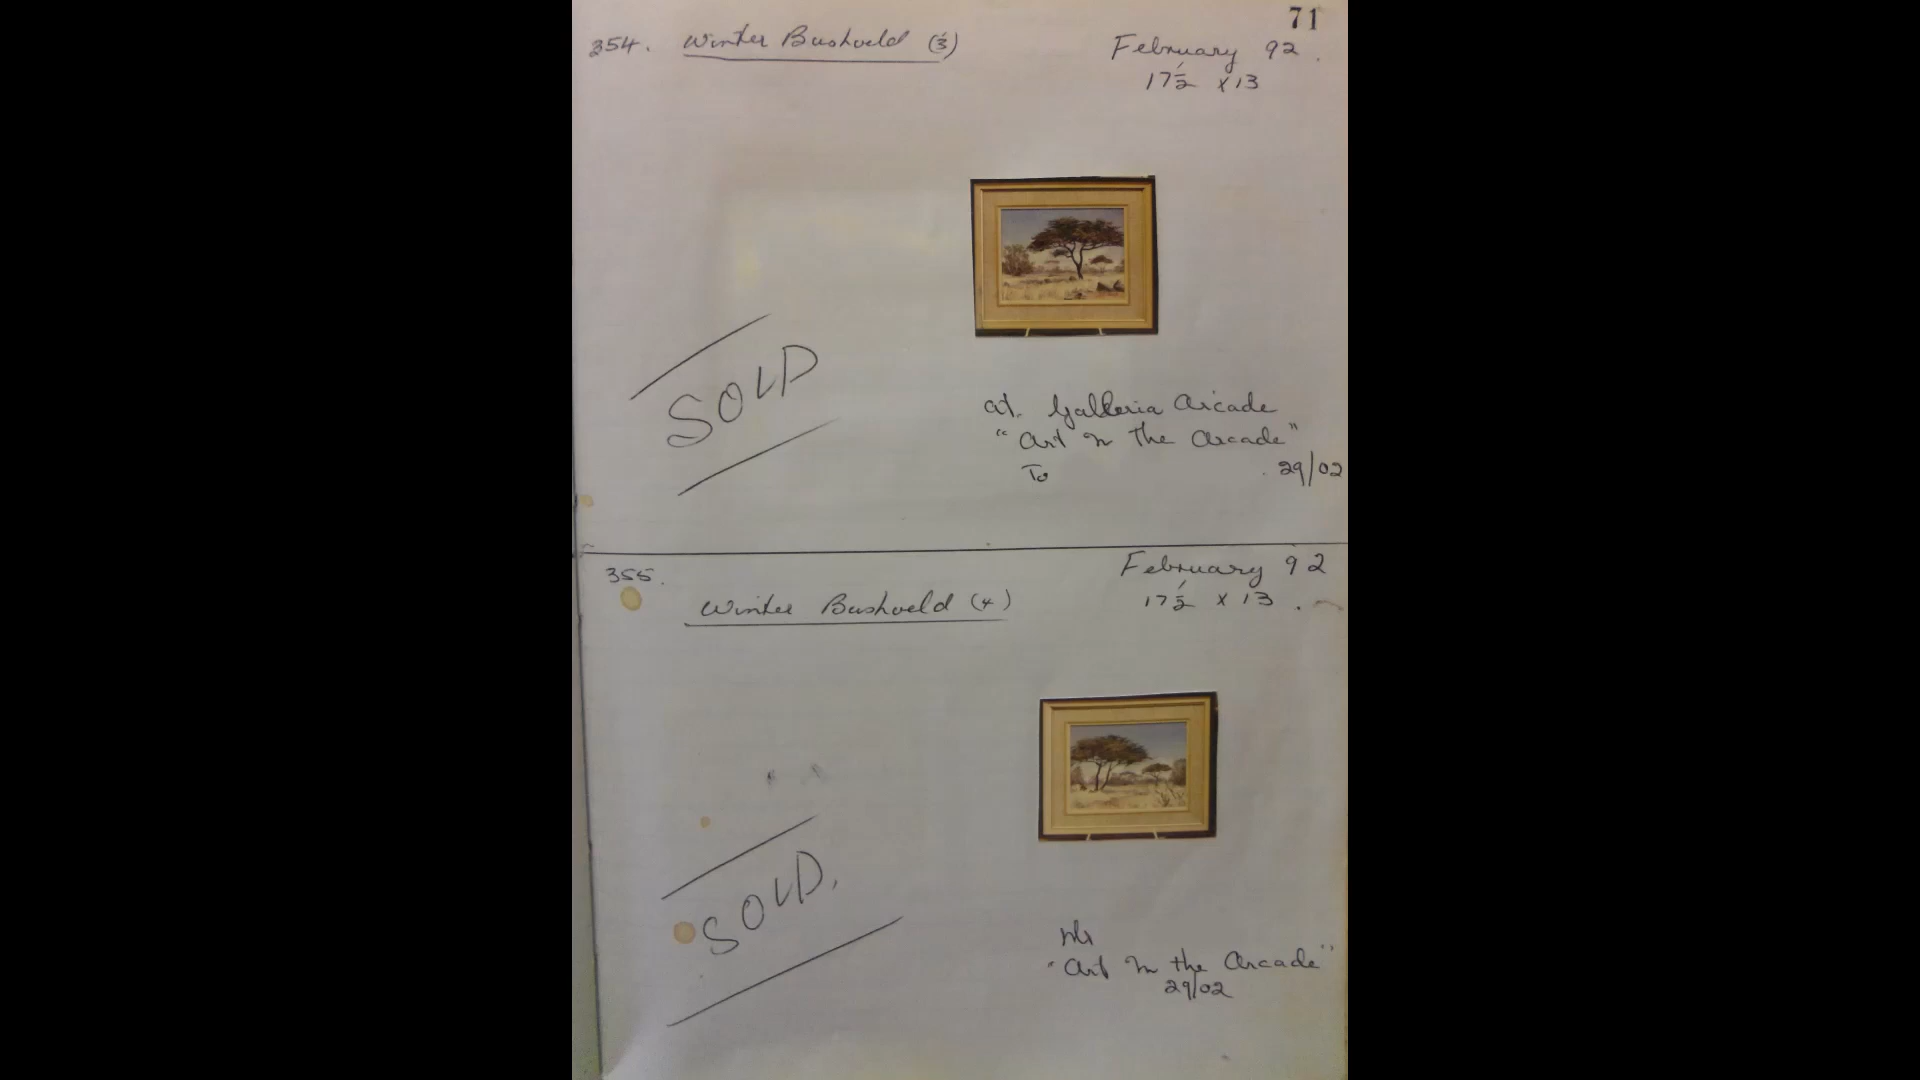 71
354. Winter Bushveld (3) February 92.
17½ x 13
SOLD
at. Galleria Arcade
"Art in the Arcade"
To 29/02
355. February 92
17½ x 13.
Winter Bushveld (4)
SOLD.
Mr
"Art in the Arcade"
29/02